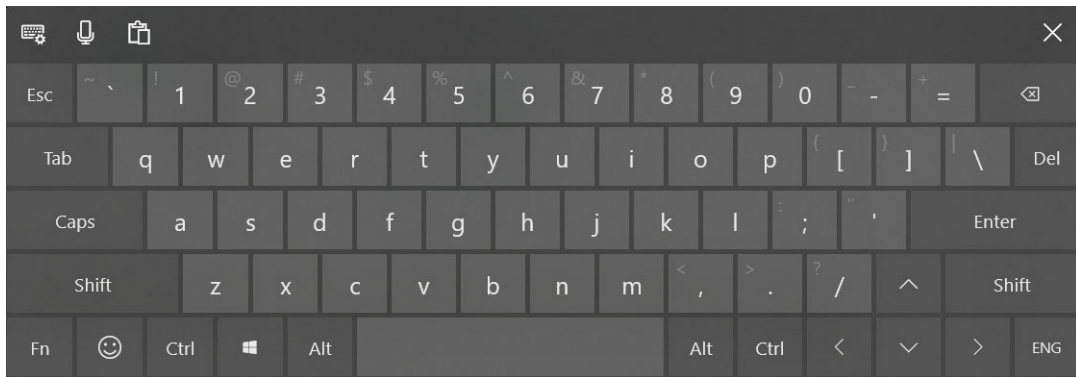 Esc ~ ` ! 1 @ 2 # 3 $ 4 % 5 ^ 6 & 7 * 8 ( 9 ) 0 _ - + =
Tab q w e r t y u i o p { [ } ] | \ Del
Caps a s d f g h j k l : ; " ' Enter
Shift z x c v b n m < , > . ? / Shift
Fn Ctrl Alt Alt Ctrl ENG